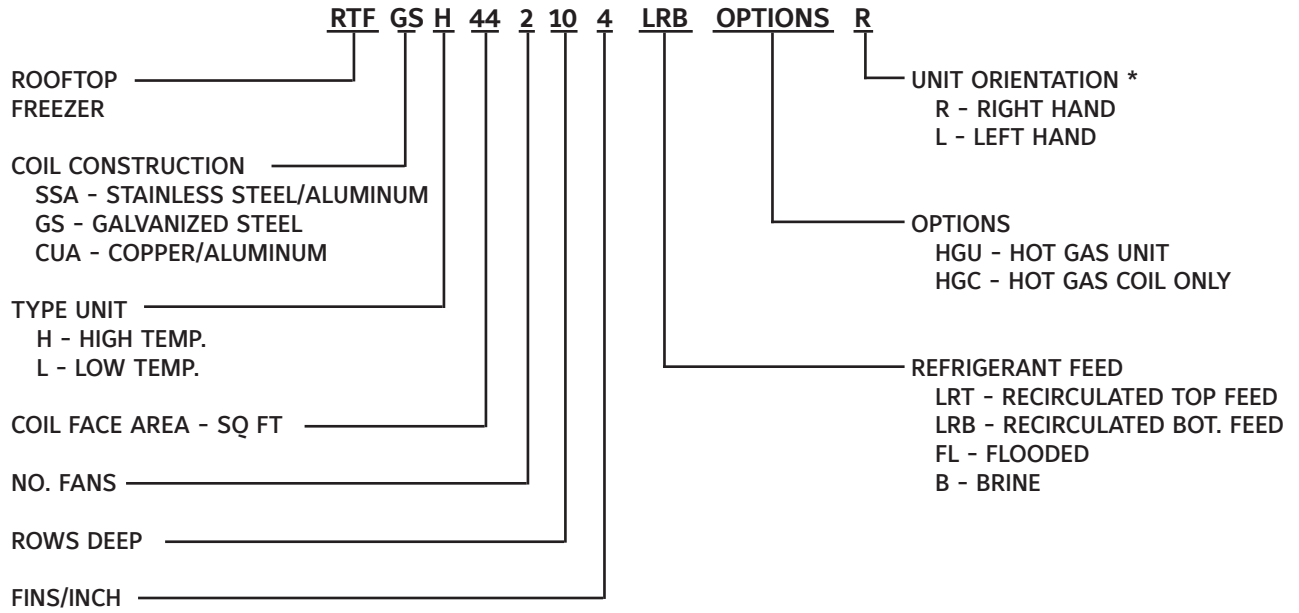 RTF GS H 44 2 10 4 LRB OPTIONS R
ROOFTOP
FREEZER
COIL CONSTRUCTION
SSA - STAINLESS STEEL/ALUMINUM
GS - GALVANIZED STEEL
CUA - COPPER/ALUMINUM
TYPE UNIT
H - HIGH TEMP.
L - LOW TEMP.
COIL FACE AREA - SQ FT
NO. FANS
ROWS DEEP
FINS/INCH
UNIT ORIENTATION *
R - RIGHT HAND
L - LEFT HAND
OPTIONS
HGU - HOT GAS UNIT
HGC - HOT GAS COIL ONLY
REFRIGERANT FEED
LRT - RECIRCULATED TOP FEED
LRB - RECIRCULATED BOT. FEED
FL - FLOODED
B - BRINE